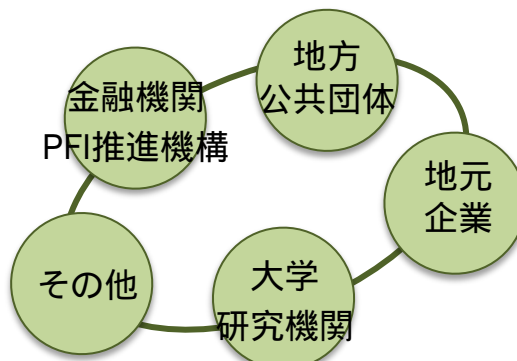 金融機関
PFI推進機構
地方
公共団体
地元
企業
その他
大学
研究機関